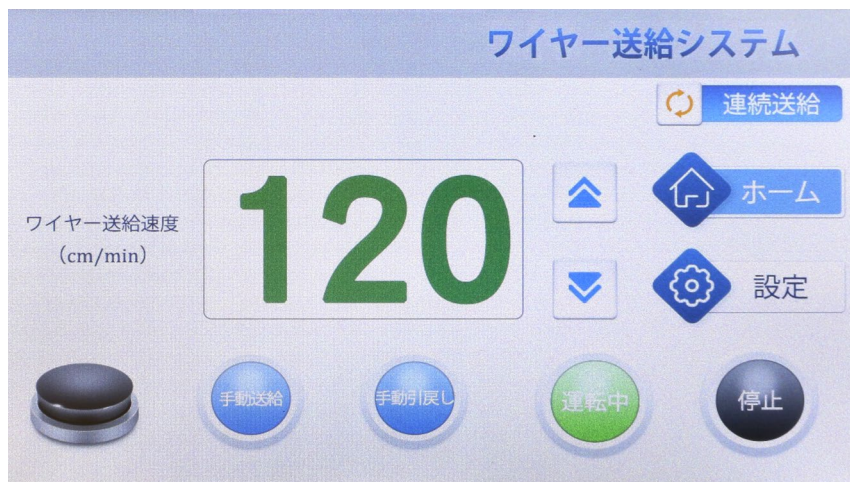 ワイヤー送給システム
連続送給
ホーム
ワイヤー送給速度
（cm/min）
120
設定
手動送給
手動引戻し
運転中
停止